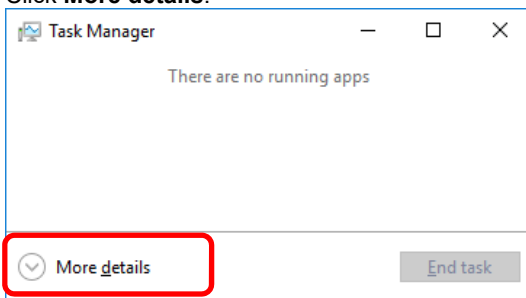 Click More details.
Task Manager
There are no running apps
More details
End task